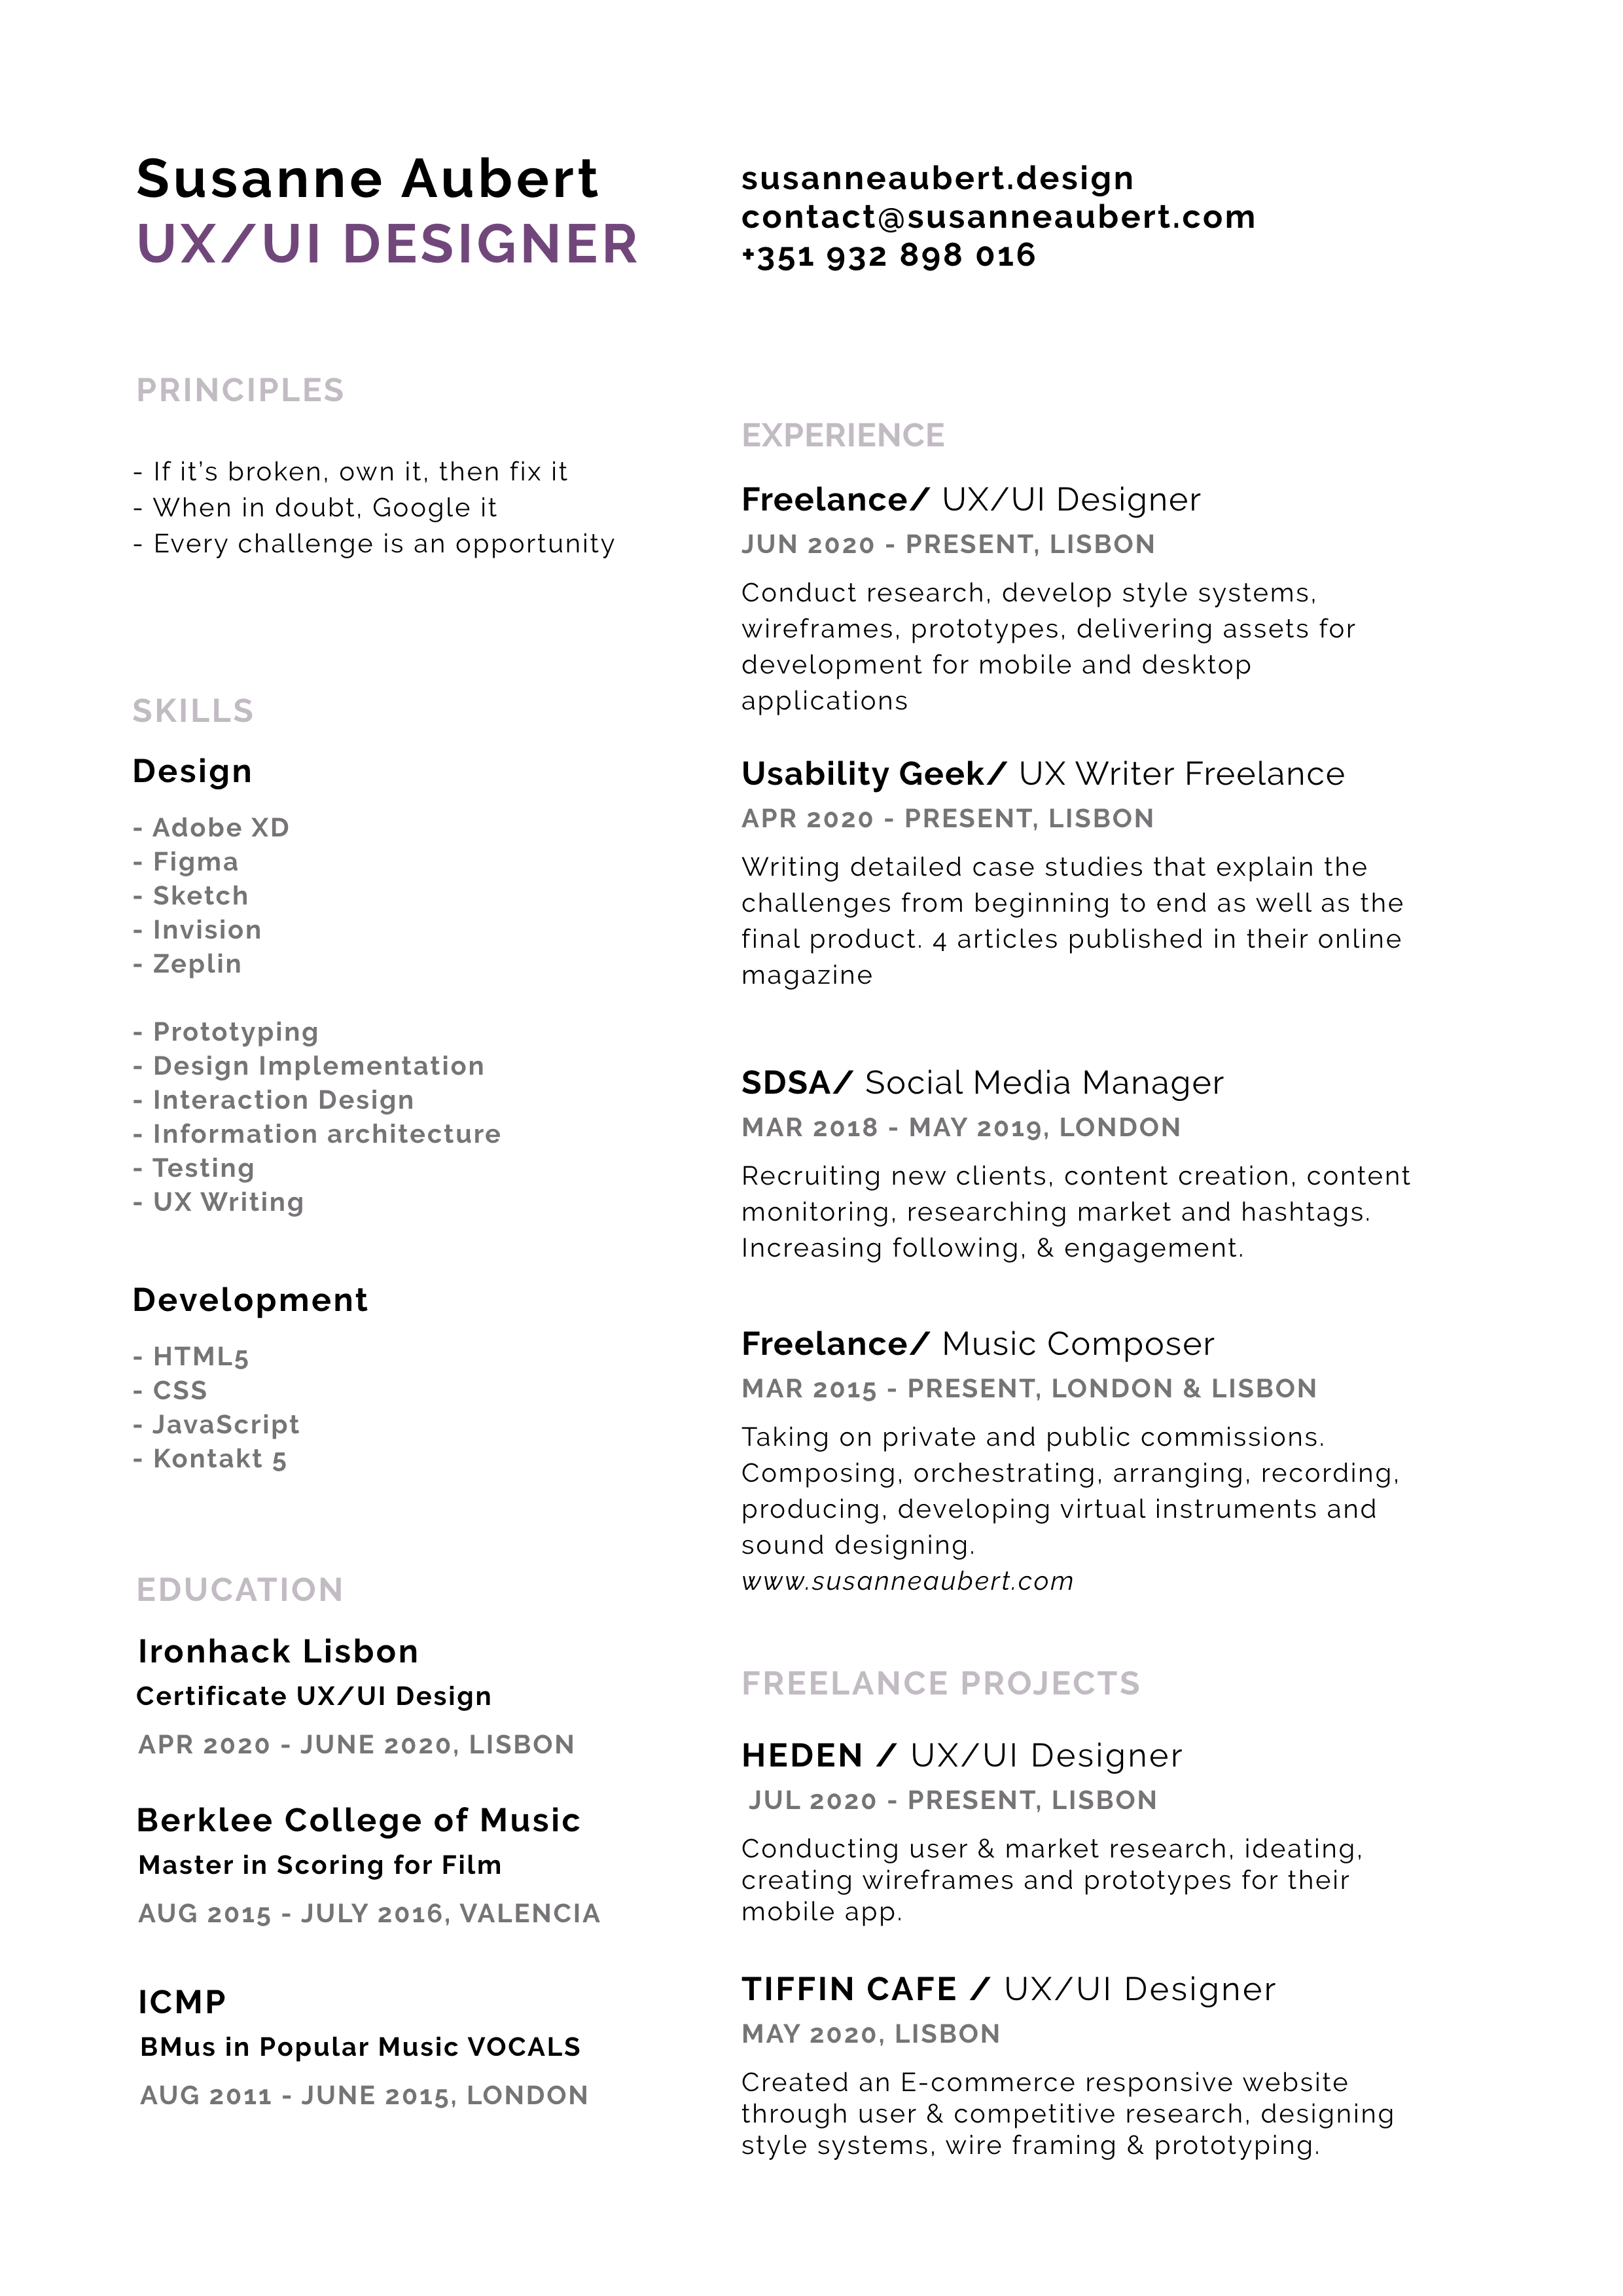 Susanne Aubert
UX/UI DESIGNER
susanneaubert.design
contact@susanneaubert.com
+351 932 898 016
PRINCIPLES
- If it’s broken, own it, then fix it
- When in doubt, Google it
- Every challenge is an opportunity
SKILLS
Design
- Adobe XD
- Figma
- Sketch
- Invision
- Zeplin
- Prototyping
- Design Implementation
- Interaction Design
- Information architecture
- Testing
- UX Writing
Development
- HTML5
- CSS
- JavaScript
- Kontakt 5
EDUCATION
Ironhack Lisbon
Certificate UX/UI Design
APR 2020 - JUNE 2020, LISBON
Berklee College of Music
Master in Scoring for Film
AUG 2015 - JULY 2016, VALENCIA
ICMP
BMus in Popular Music VOCALS
AUG 2011 - JUNE 2015, LONDON
EXPERIENCE
Freelance/ UX/UI Designer
JUN 2020 - PRESENT, LISBON
Conduct research, develop style systems,
wireframes, prototypes, delivering assets for
development for mobile and desktop
applications
Usability Geek/ UX Writer Freelance
APR 2020 - PRESENT, LISBON
Writing detailed case studies that explain the
challenges from beginning to end as well as the
final product. 4 articles published in their online
magazine
SDSA/ Social Media Manager
MAR 2018 - MAY 2019, LONDON
Recruiting new clients, content creation, content
monitoring, researching market and hashtags.
Increasing following, & engagement.
Freelance/ Music Composer
MAR 2015 - PRESENT, LONDON & LISBON
Taking on private and public commissions.
Composing, orchestrating, arranging, recording,
producing, developing virtual instruments and
sound designing.
www.susanneaubert.com
FREELANCE PROJECTS
HEDEN / UX/UI Designer
JUL 2020 - PRESENT, LISBON
Conducting user & market research, ideating,
creating wireframes and prototypes for their
mobile app.
TIFFIN CAFE / UX/UI Designer
MAY 2020, LISBON
Created an E-commerce responsive website
through user & competitive research, designing
style systems, wire framing & prototyping.